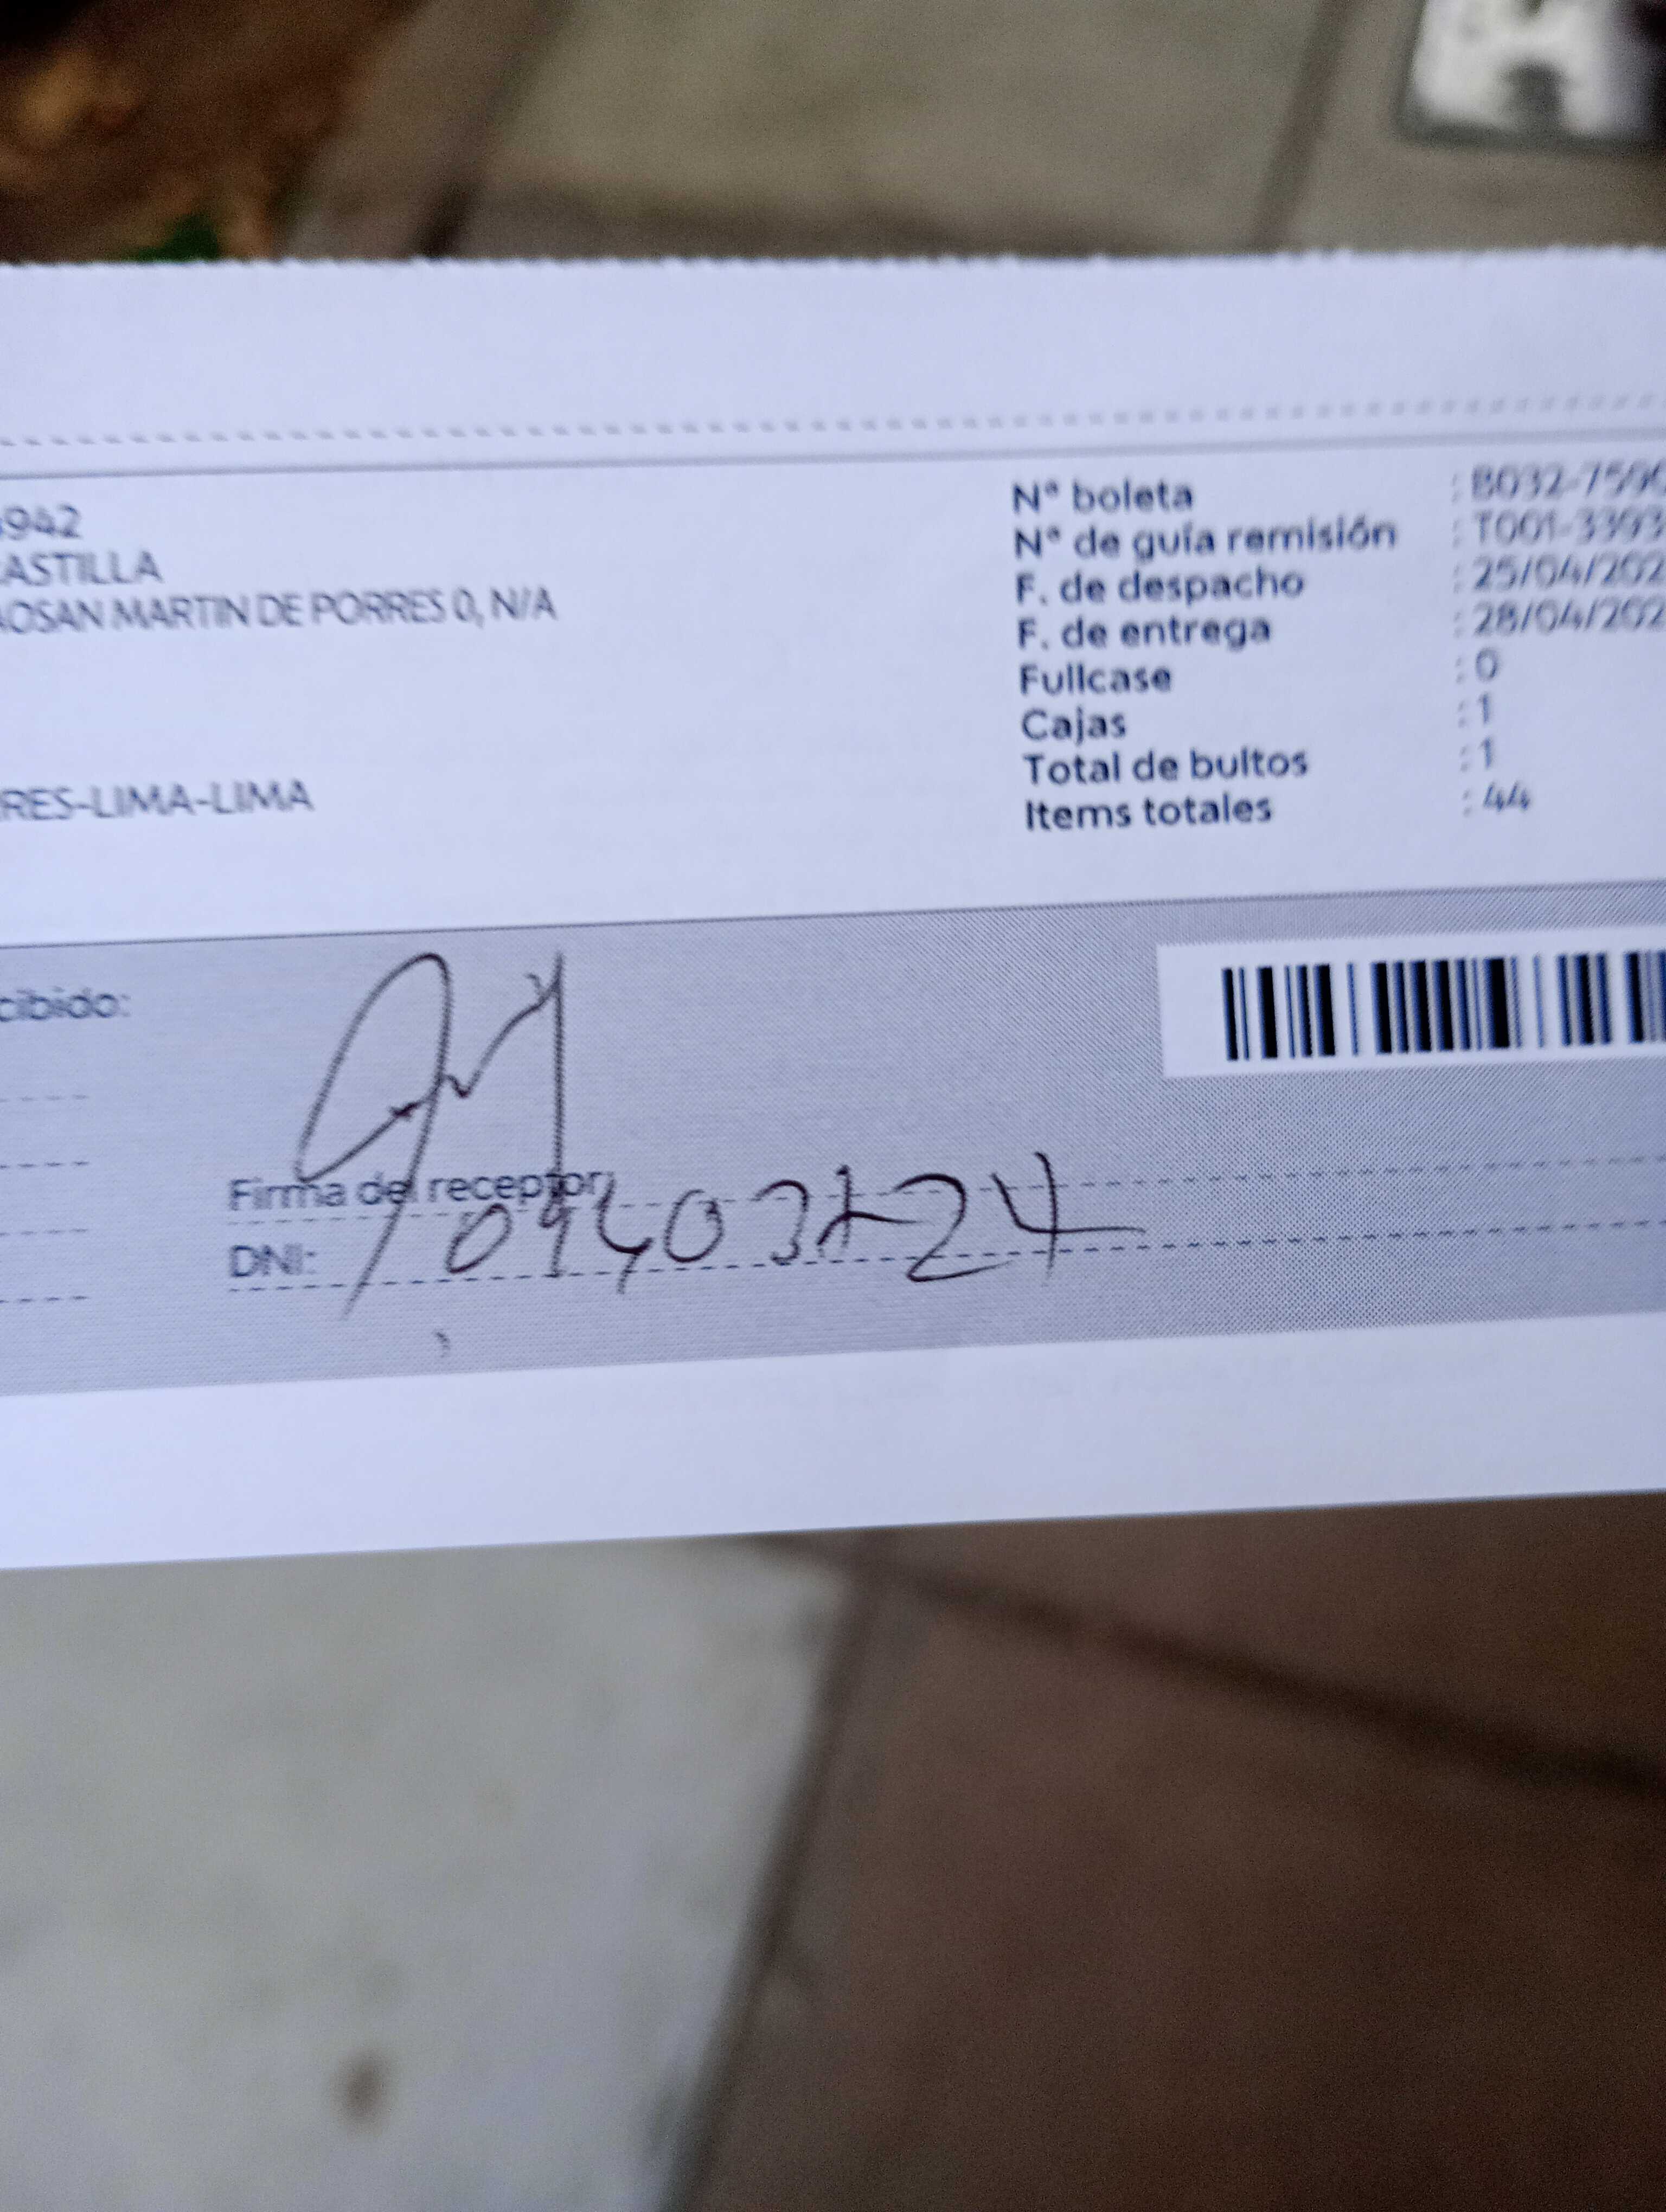 942
ASTILLA
AOSAN MARTIN DE PORRES 0, N/A
RES-LIMA-LIMA
N° boleta : B032-759
N° de guía remisión : T001-3393
F. de despacho : 25/04/202
F. de entrega : 28/04/202
Fullcase : 0
Cajas : 1
Total de bultos : 1
Items totales : 44
cibido:
Firma del receptor
DNI: